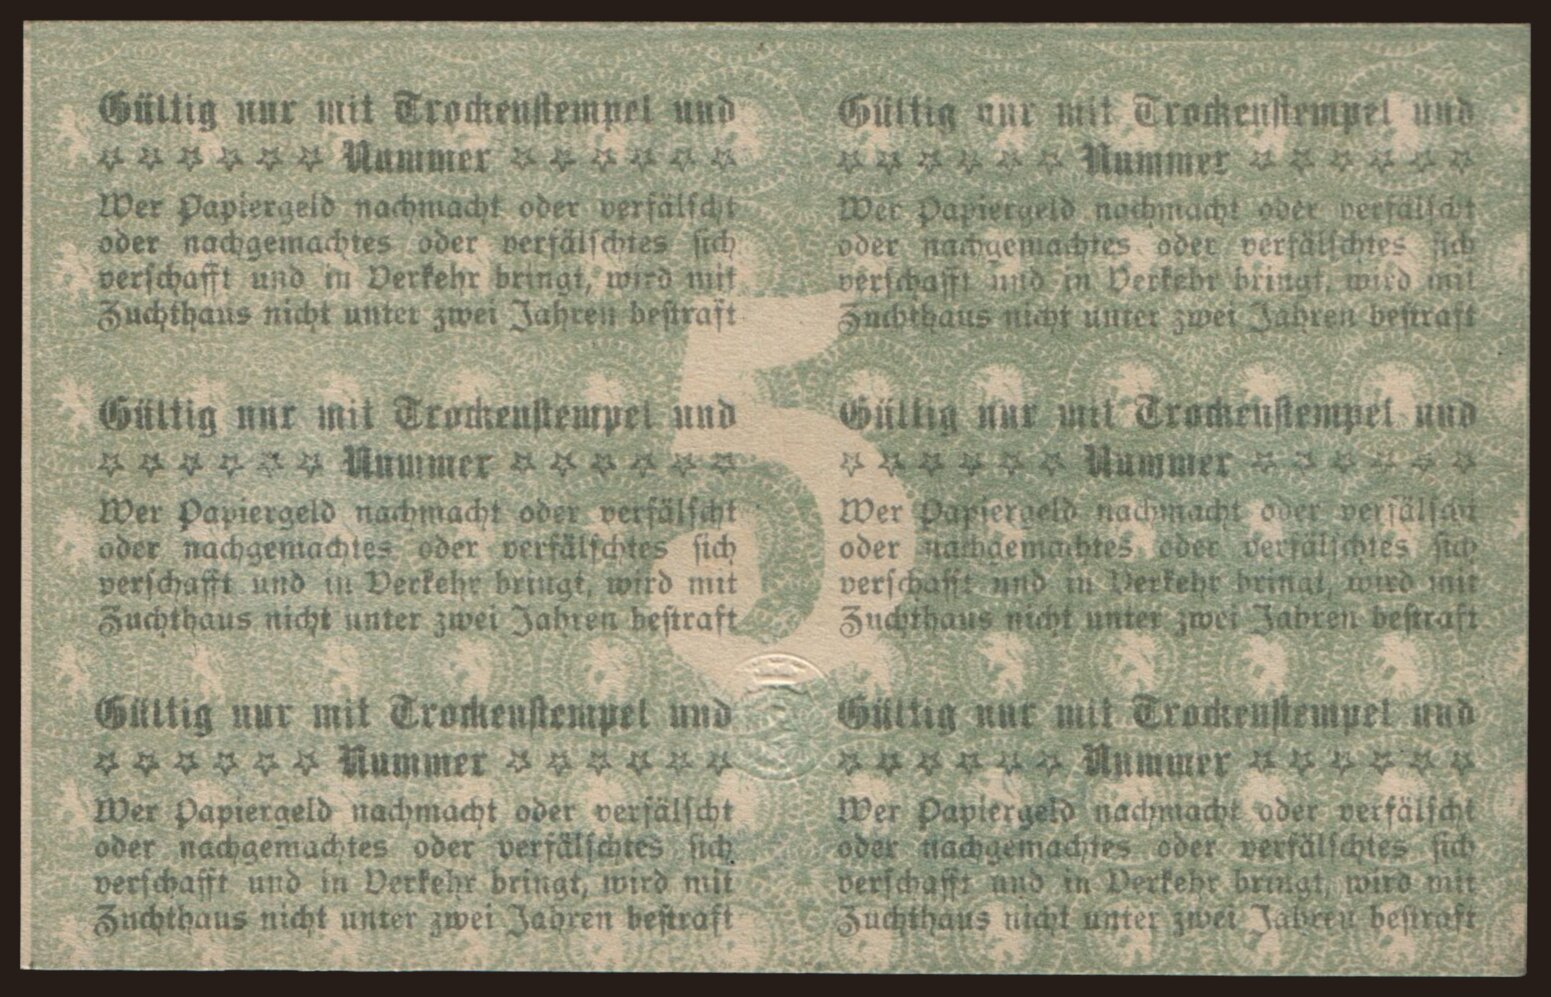 Gültig nur mit Trockenstempel und
☆ ☆ ☆ ☆ ☆ ☆ Nummer ☆ ☆ ☆ ☆ ☆ ☆
Wer Papiergeld nachmacht oder verfälscht
oder nachgemachtes oder verfälschtes sich
verschafft und in Verkehr bringt, wird mit
Zuchthaus nicht unter zwei Jahren bestraft
Gültig nur mit Trockenstempel und
☆ ☆ ☆ ☆ ☆ ☆ Nummer ☆ ☆ ☆ ☆ ☆ ☆
Wer Papiergeld nachmacht oder verfälscht
oder nachgemachtes oder verfälschtes sich
verschafft und in Verkehr bringt, wird mit
Zuchthaus nicht unter zwei Jahren bestraft
5
Gültig nur mit Trockenstempel und
☆ ☆ ☆ ☆ ☆ ☆ Nummer ☆ ☆ ☆ ☆ ☆ ☆
Wer Papiergeld nachmacht oder verfälscht
oder nachgemachtes oder verfälschtes sich
verschafft und in Verkehr bringt, wird mit
Zuchthaus nicht unter zwei Jahren bestraft
Gültig nur mit Trockenstempel und
☆ ☆ ☆ ☆ ☆ ☆ Nummer ☆ ☆ ☆ ☆ ☆ ☆
Wer Papiergeld nachmacht oder verfälscht
oder nachgemachtes oder verfälschtes sich
verschafft und in Verkehr bringt, wird mit
Zuchthaus nicht unter zwei Jahren bestraft
Gültig nur mit Trockenstempel und
☆ ☆ ☆ ☆ ☆ ☆ Nummer ☆ ☆ ☆ ☆ ☆ ☆
Wer Papiergeld nachmacht oder verfälscht
oder nachgemachtes oder verfälschtes sich
verschafft und in Verkehr bringt, wird mit
Zuchthaus nicht unter zwei Jahren bestraft
Gültig nur mit Trockenstempel und
☆ ☆ ☆ ☆ ☆ ☆ Nummer ☆ ☆ ☆ ☆ ☆ ☆
Wer Papiergeld nachmacht oder verfälscht
oder nachgemachtes oder verfälschtes sich
verschafft und in Verkehr bringt, wird mit
Zuchthaus nicht unter zwei Jahren bestraft